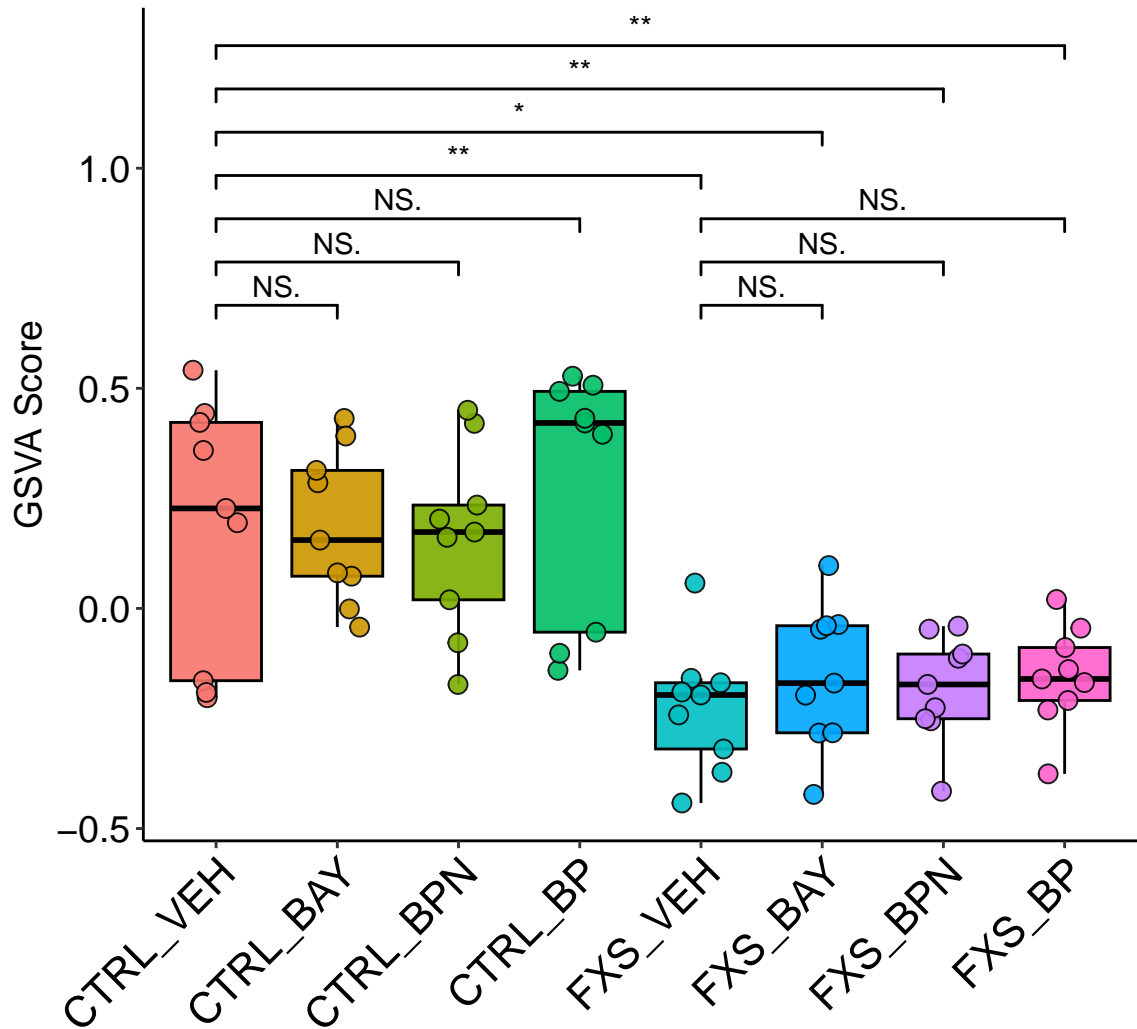 **
**
*
**
NS.
NS.
NS.
NS.
NS.
NS.
GSVA Score
1.0
0.5
0.0
−0.5
CTRL_VEH
CTRL_BAY
CTRL_BPN
CTRL_BP
FXS_VEH
FXS_BAY
FXS_BPN
FXS_BP